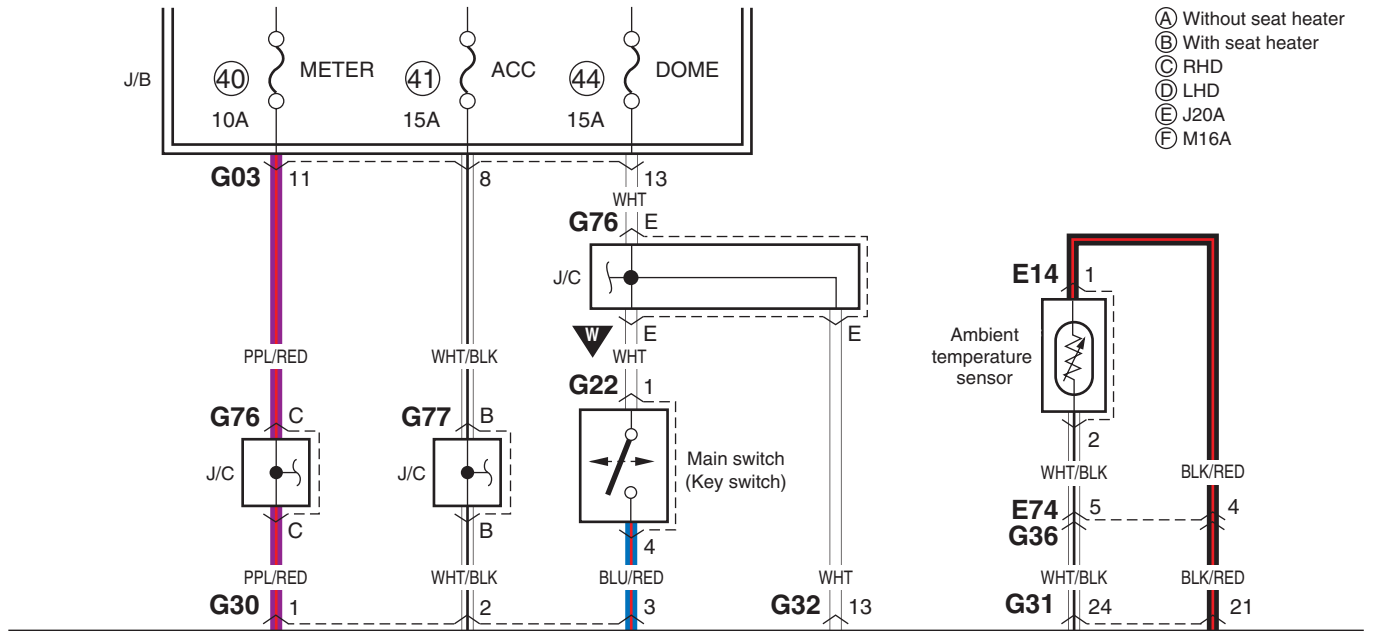 Ⓐ Without seat heater
Ⓑ With seat heater
Ⓒ RHD
Ⓓ LHD
Ⓔ J20A
Ⓕ M16A
J/B
40 METER
10A
41 ACC
15A
44 DOME
15A
G03 11 8 13
WHT
G76 E
J/C
E E
W
WHT
PPL/RED WHT/BLK
G22 1
G76 C
G77 B
J/C
J/C
Main switch
(Key switch)
C B
4
E14 1
Ambient
temperature
sensor
2
WHT/BLK BLK/RED
E74 5 4
G36
PPL/RED WHT/BLK BLU/RED WHT WHT/BLK BLK/RED
G30 1 2 3 G32 13 G31 24 21